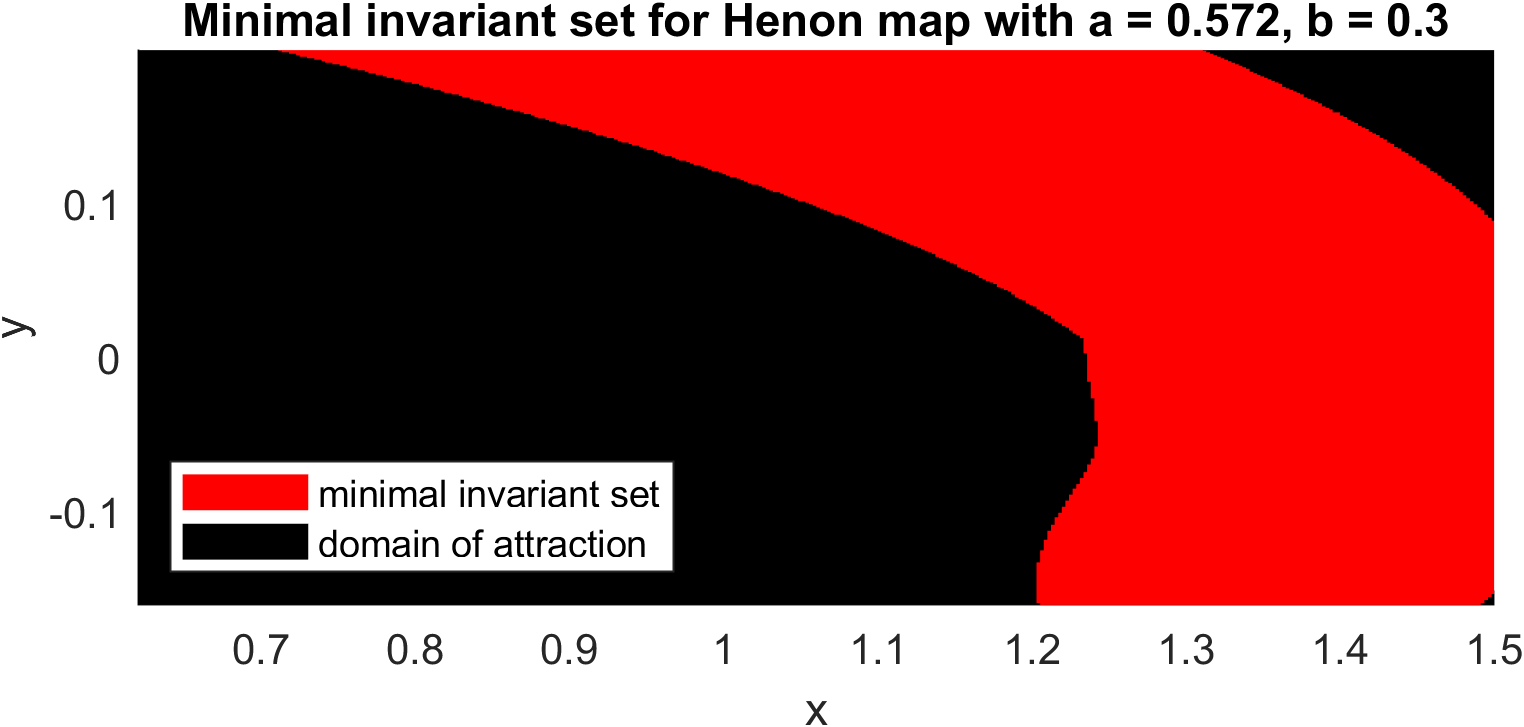 Minimal invariant set for Henon map with a = 0.572, b = 0.3
y
0.1
0
-0.1
minimal invariant set
domain of attraction
0.7 0.8 0.9 1 1.1 1.2 1.3 1.4 1.5
x